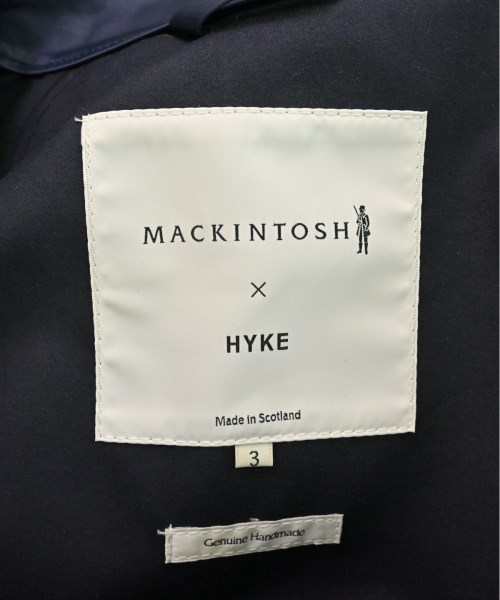 MACKINTOSH
×
HYKE
Made in Scotland
3
Genuine Handmade